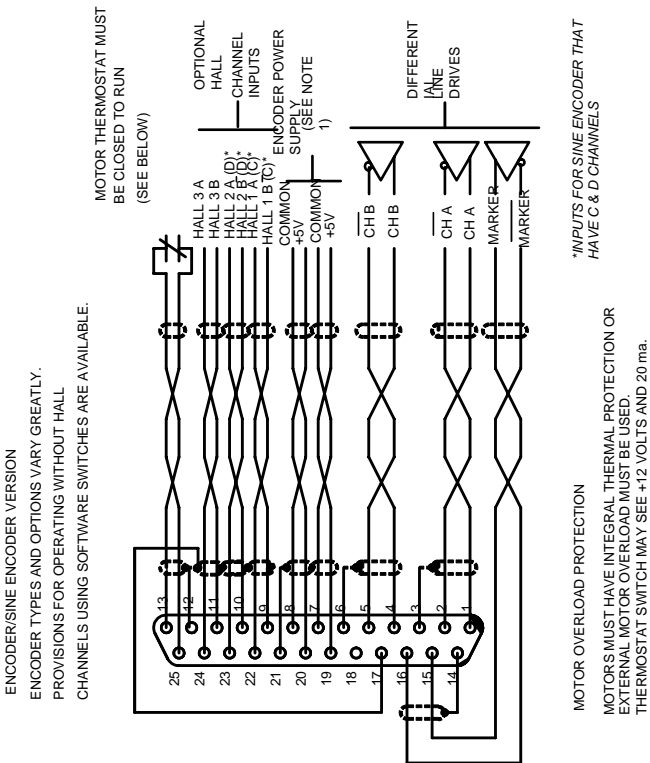 ENCODER/SINE ENCODER VERSION
ENCODER TYPES AND OPTIONS VARY GREATLY.
PROVISIONS FOR OPERATING WITHOUT HALL
CHANNELS USING SOFTWARE SWITCHES ARE AVAILABLE.
MOTOR THERMOSTAT MUST
BE CLOSED TO RUN
(SEE BELOW)
OPTIONAL
HALL
CHANNEL
INPUTS
ENCODER POWER
SUPPLY
(SEE NOTE
1)
DIFFERENT
IAL
LINE
DRIVES
HALL 3 A
HALL 3 B
HALL 2 A (D)*
HALL 2 B (D)*
HALL 1 A (C)*
HALL 1 B (C)*
COMMON
+5V
COMMON
+5V
CH B
CH B
CH A
CH A
MARKER
MARKER
13
12
11
10
9
8
7
6
5
4
3
2
1
25
24
23
22
21
20
19
18
17
16
15
14
*INPUTS FOR SINE ENCODER THAT
HAVE C & D CHANNELS
MOTOR OVERLOAD PROTECTION
MOTORS MUST HAVE INTEGRAL THERMAL PROTECTION OR
EXTERNAL MOTOR OVERLOAD MUST BE USED.
THERMOSTAT SWITCH MAY SEE +12 VOLTS AND 20 ma.